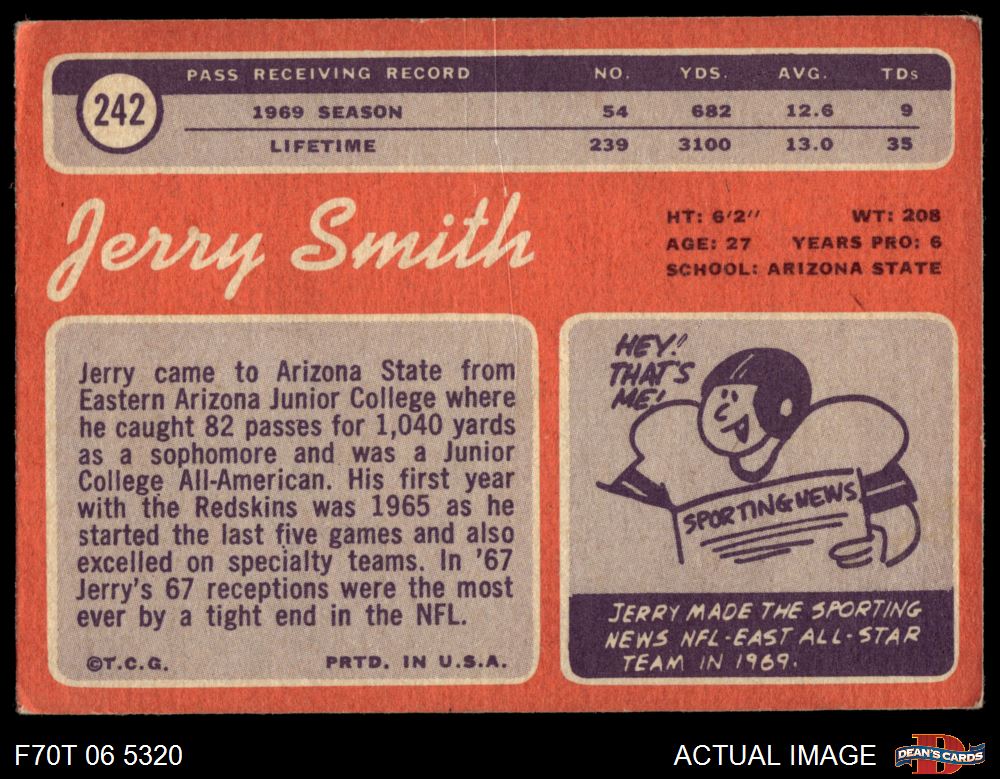 242
PASS RECEIVING RECORD NO. YDS. AVG. TDs
1969 SEASON 54 682 12.6 9
LIFETIME 239 3100 13.0 35
Jerry Smith
HT: 6'2'' WT: 208
AGE: 27 YEARS PRO: 6
SCHOOL: ARIZONA STATE
Jerry came to Arizona State from
Eastern Arizona Junior College where
he caught 82 passes for 1,040 yards
as a sophomore and was a Junior
College All-American. His first year
with the Redskins was 1965 as he
started the last five games and also
excelled on specialty teams. In '67
Jerry's 67 receptions were the most
ever by a tight end in the NFL.
©T.C.G. PRTD. IN U.S.A.
HEY!
THAT'S
ME!
SPORTING NEWS
JERRY MADE THE SPORTING
NEWS NFL-EAST ALL-STAR
TEAM IN 1969.
F70T 06 5320
ACTUAL IMAGE
D
DEAN'S CARDS